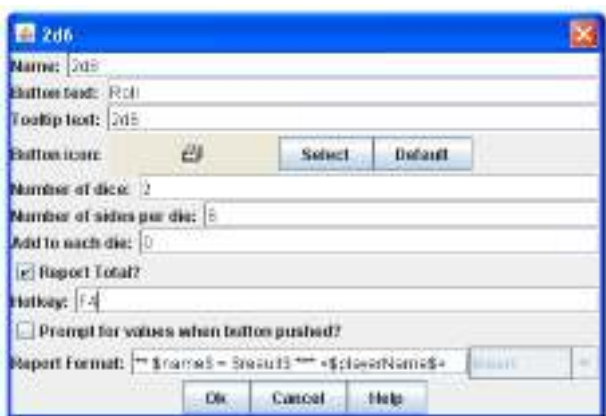 2d6
Name: 2d6
Button text: Roll
Tooltip text: 2d6
Button icon: Select Default
Number of dice: 2
Number of sides per die: 6
Add to each die: 0
Report Total?
Hotkey: F4
Prompt for values when button pushed?
Report Format: ** $name$ = $result$ *** <$playerName$> Insert
Ok Cancel Help